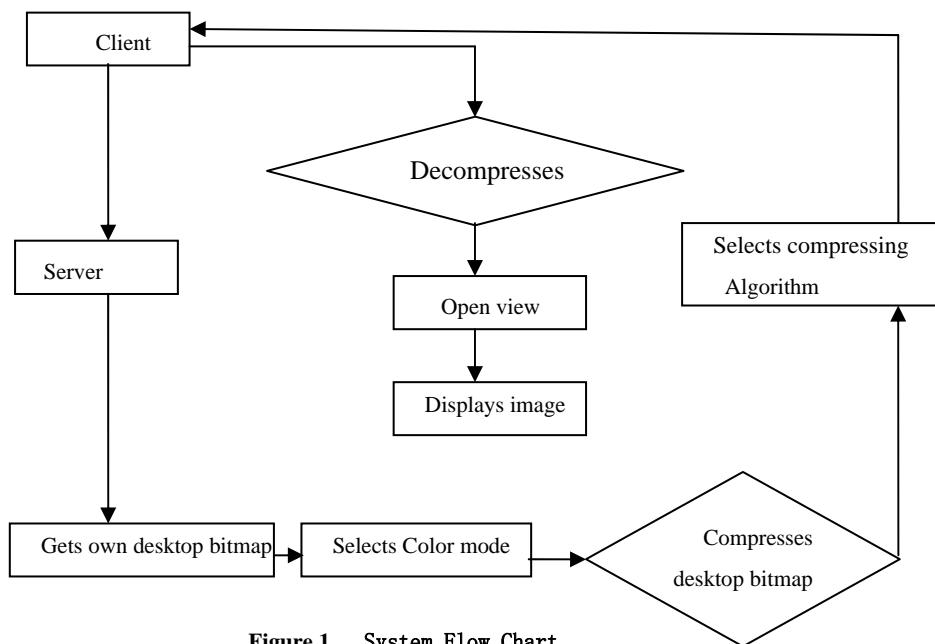 Client
Decompresses
Server
Selects compressing
Algorithm
Open view
Displays image
Gets own desktop bitmap
Selects Color mode
Compresses
desktop bitmap
Figure 1 System Flow Chart